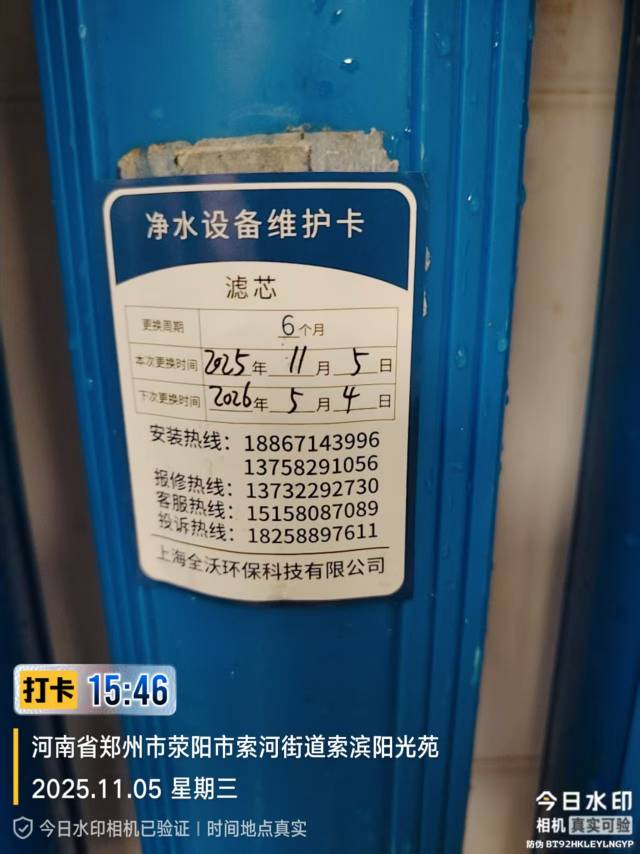 净水设备维护卡
滤芯
更换周期 6个月
本次更换时间 2025年 11月 5日
下次更换时间 2026年 5月 4日
安装热线: 18867143996
13758291056
报修热线: 13732292730
客服热线: 15158087089
投诉热线: 18258897611
上海全沃环保科技有限公司
打卡 15:46
河南省郑州市荥阳市索河街道索滨阳光苑
2025.11.05 星期三
今日水印相机已验证 | 时间地点真实
今日水印
相机 真实可验
防伪 BT92HKLEYLNGYP